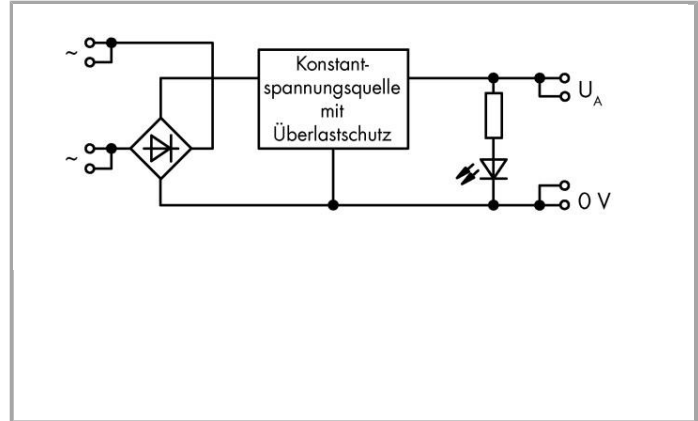 ~
Konstant-
spannungsquelle
mit
Überlastschutz
U_A
~
0 V